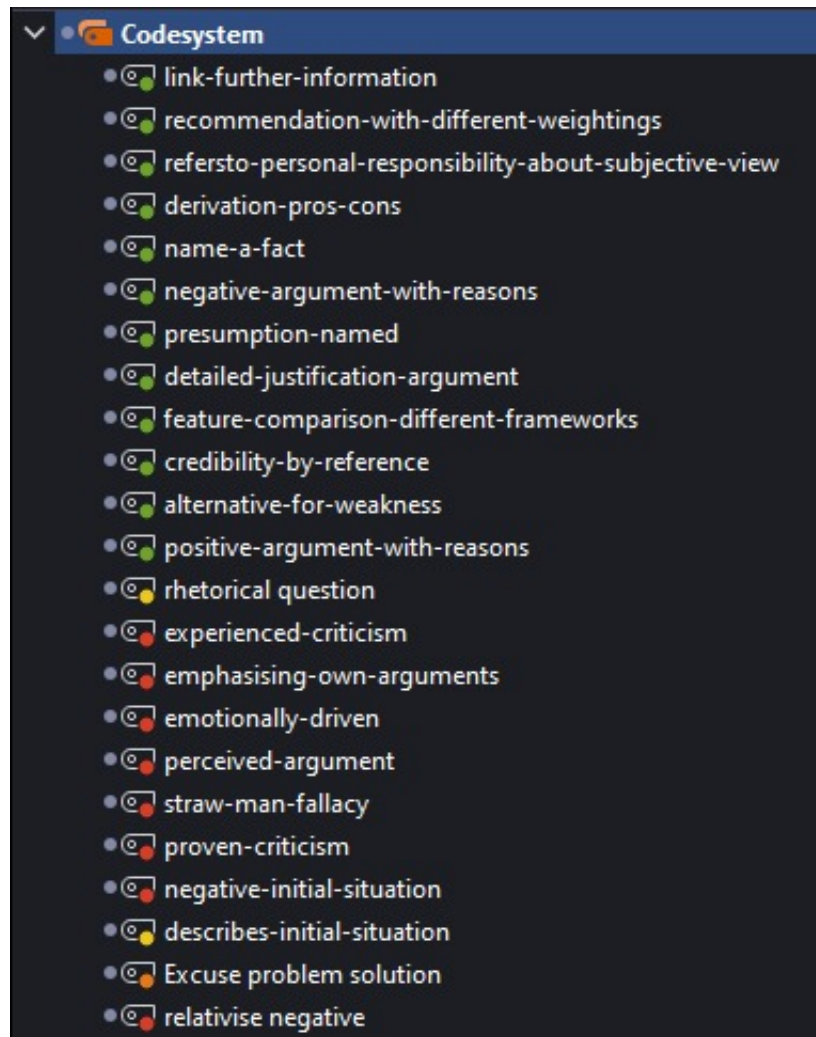 Codesystem
link-further-information
recommendation-with-different-weightings
refersto-personal-responsibility-about-subjective-view
derivation-pros-cons
name-a-fact
negative-argument-with-reasons
presumption-named
detailed-justification-argument
feature-comparison-different-frameworks
credibility-by-reference
alternative-for-weakness
positive-argument-with-reasons
rhetorical question
experienced-criticism
emphasising-own-arguments
emotionally-driven
perceived-argument
straw-man-fallacy
proven-criticism
negative-initial-situation
describes-initial-situation
Excuse problem solution
relativise negative